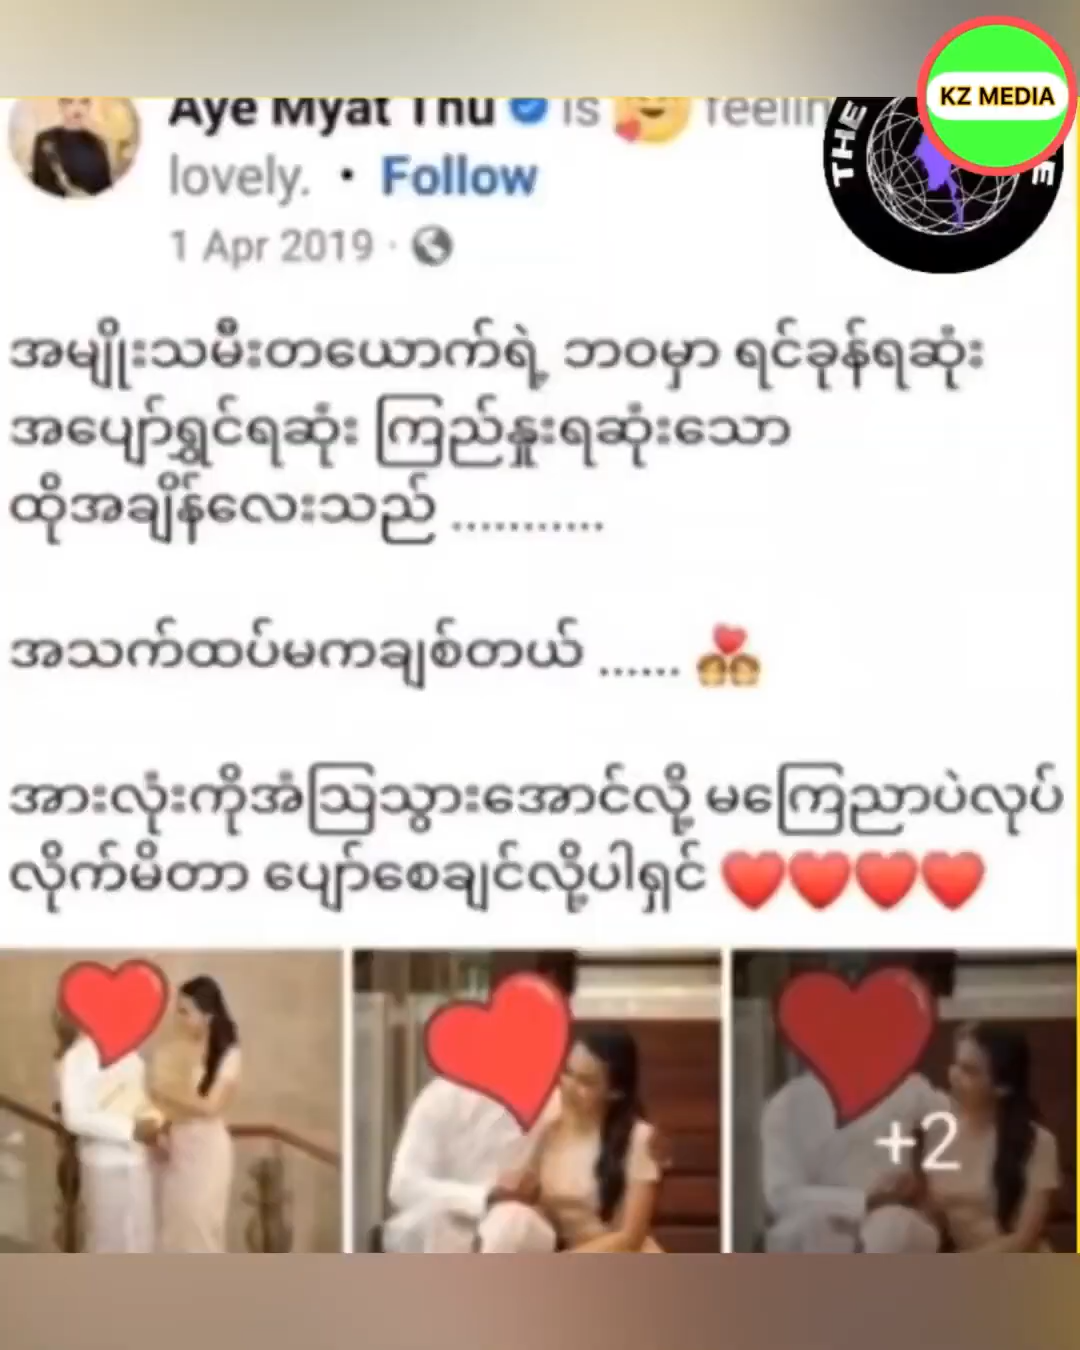 KZ MEDIA
THE
E
Aye Myat Thu is feelin
lovely. • Follow
1 Apr 2019 ·
အမျိုးသမီးတယောက်ရဲ့ ဘဝမှာ ရင်ခုန်ရဆုံး
အပျော်ရွှင်ရဆုံး ကြည်နူးရဆုံးသော
ထိုအချိန်လေးသည် ...........
အသက်ထပ်မကချစ်တယ် ......
အားလုံးကိုအံဩသွားအောင်လို့ မကြေညာပဲလုပ်
လိုက်မိတာ ပျော်စေချင်လို့ပါရှင်
+2